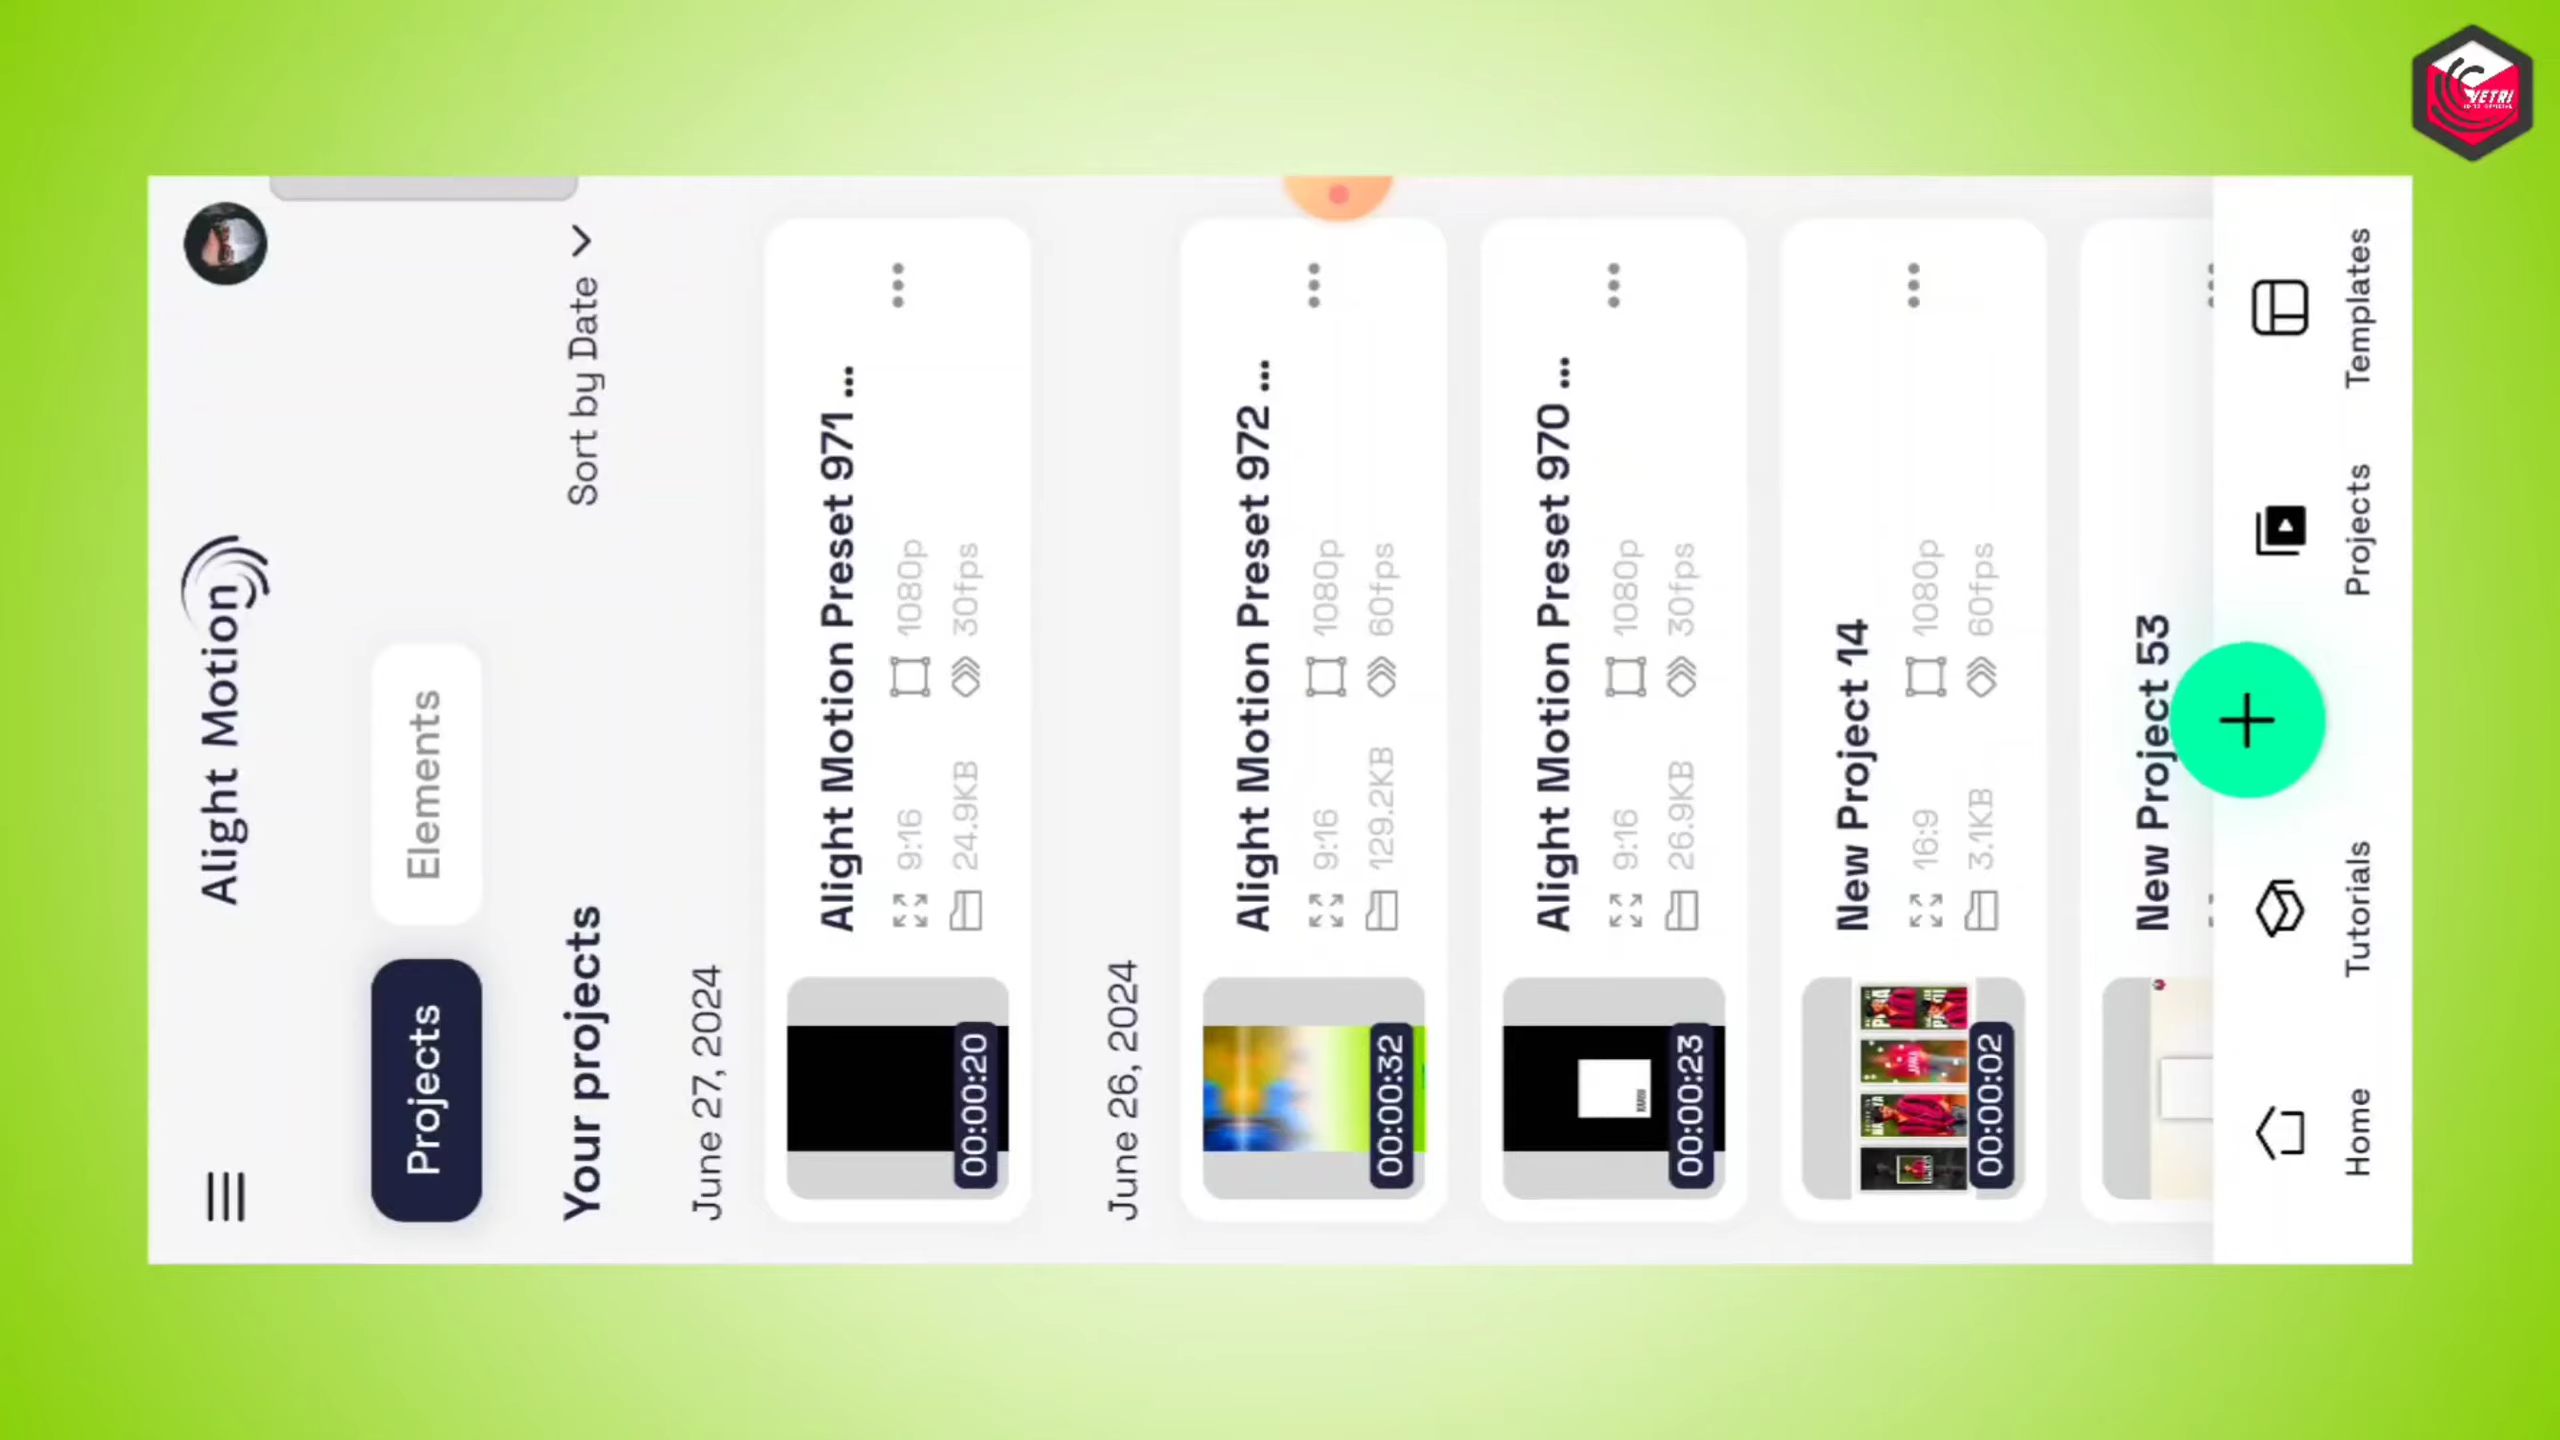 Alight Motion
Projects
Elements
Your projects
Sort by Date
June 27, 2024
Alight Motion Preset 971 ...
9:16
1080p
24.9KB
30fps
00:00:20
June 26, 2024
Alight Motion Preset 972 ...
9:16
1080p
129.2KB
60fps
00:00:32
Alight Motion Preset 970 ...
9:16
1080p
26.9KB
30fps
00:00:23
New Project 14
16:9
1080p
3.1KB
60fps
00:00:02
New Project 53
Home
Tutorials
Projects
Templates
VETRI